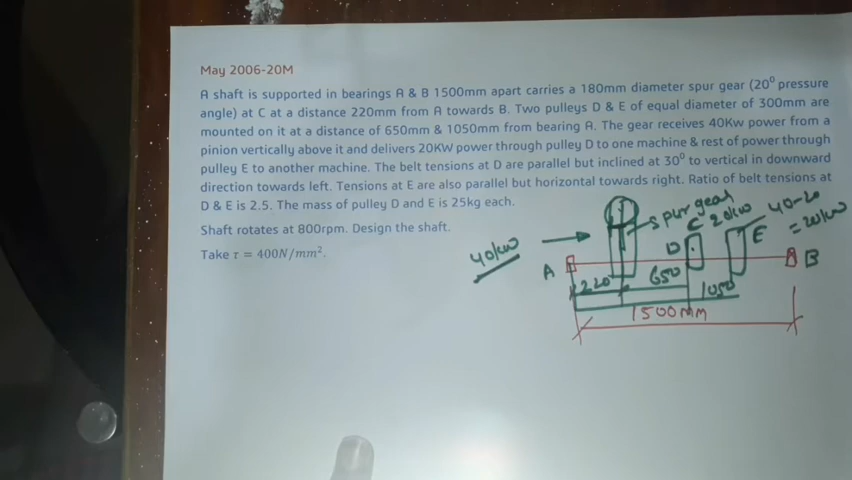 May 2006-20M
A shaft is supported in bearings A & B 1500mm apart carries a 180mm diameter spur gear (20⁰ pressure
angle) at C at a distance 220mm from A towards B. Two pulleys D & E of equal diameter of 300mm are
mounted on it at a distance of 650mm & 1050mm from bearing A. The gear receives 40Kw power from a
pinion vertically above it and delivers 20KW power through pulley D to one machine & rest of power through
pulley E to another machine. The belt tensions at D are parallel but inclined at 30⁰ to vertical in downward
direction towards left. Tensions at E are also parallel but horizontal towards right. Ratio of belt tensions at
D & E is 2.5. The mass of pulley D and E is 25kg each.
Shaft rotates at 800rpm. Design the shaft.
Take τ = 400N/mm².
spur gear
C
20kw
40-20
= 20kw
40kw
D
E
A
B
220
650
1050
1500MM